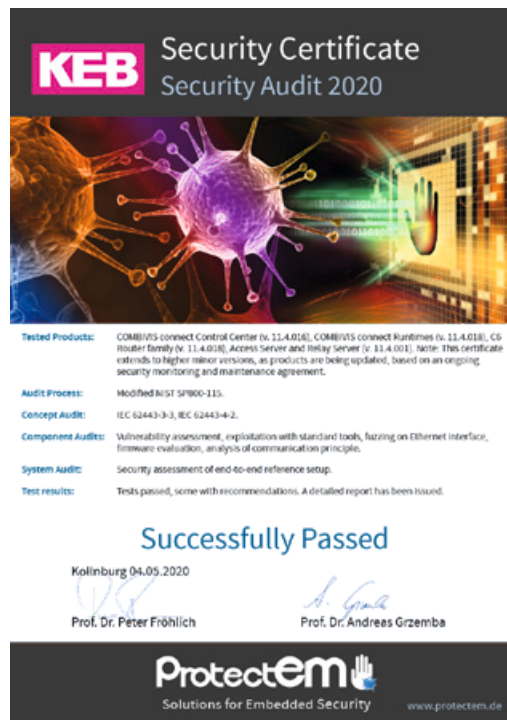 KEB
Security Certificate
Security Audit 2020
Tested Products: COMBIVIS connect Control Center (v. 11.4.016), COMBIVIS connect Runtimes (v. 11.4.018), C6
Router family (v. 11.4.018), Access Server and Relay Server (v. 11.4.001). Note: This certificate
extends to higher minor versions, as products are being updated, based on an ongoing
security monitoring and maintenance agreement.
Audit Process: Modified NIST SP800-115.
Concept Audit: IEC 62443-3-3, IEC 62443-4-2.
Component Audits: Vulnerability assessment, exploitation with standard tools, fuzzing on Ethernet interface,
firmware evaluation, analysis of communication principle.
System Audit: Security assessment of end-to-end reference setup.
Test results: Tests passed, some with recommendations. A detailed report has been issued.
Successfully Passed
Kollnburg 04.05.2020
Prof. Dr. Peter Fröhlich
Prof. Dr. Andreas Grzemba
ProtectEM
Solutions for Embedded Security
www.protectem.de